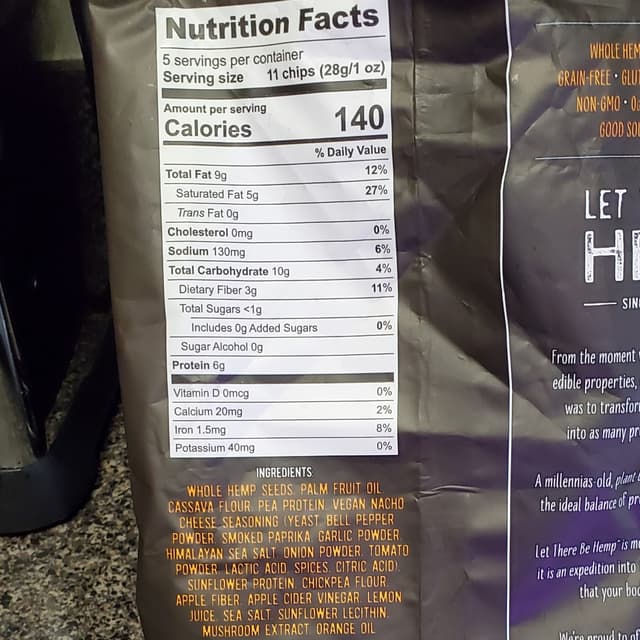 Nutrition Facts
5 servings per container
Serving size 11 chips (28g/1 oz)
Amount per serving
Calories 140
% Daily Value
Total Fat 9g 12%
Saturated Fat 5g 27%
Trans Fat 0g
Cholesterol 0mg 0%
Sodium 130mg 6%
Total Carbohydrate 10g 4%
Dietary Fiber 3g 11%
Total Sugars <1g
Includes 0g Added Sugars 0%
Sugar Alcohol 0g
Protein 6g
Vitamin D 0mcg 0%
Calcium 20mg 2%
Iron 1.5mg 8%
Potassium 40mg 0%
INGREDIENTS
WHOLE HEMP SEEDS, PALM FRUIT OIL,
CASSAVA FLOUR, PEA PROTEIN, VEGAN NACHO
CHEESE SEASONING (YEAST, BELL PEPPER
POWDER, SMOKED PAPRIKA, GARLIC POWDER,
HIMALAYAN SEA SALT, ONION POWDER, TOMATO
POWDER, LACTIC ACID, SPICES, CITRIC ACID),
SUNFLOWER PROTEIN, CHICKPEA FLOUR,
APPLE FIBER, APPLE CIDER VINEGAR, LEMON
JUICE, SEA SALT, SUNFLOWER LECITHIN,
MUSHROOM EXTRACT, ORANGE OIL
WHOLE HEM
GRAIN-FREE • GLU
NON-GMO •
GOOD
LET
From the moment
edible properties,
was to
into as many
A millennias-old, plant
the ideal balance of
Let There Be Hemp™ is
it is an expedition into
that your
We're proud to